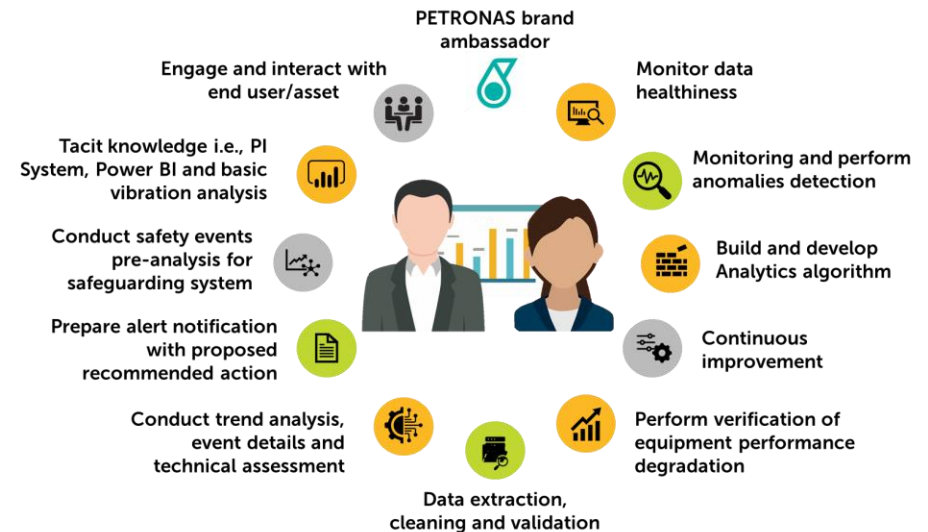 PETRONAS brand
ambassador
Monitor data
healthiness
Monitoring and perform
anomalies detection
Build and develop
Analytics algorithm
Continuous
improvement
Perform verification of
equipment performance
degradation
Data extraction,
cleaning and validation
Conduct trend analysis,
event details and
technical assessment
Prepare alert notification
with proposed
recommended action
Conduct safety events
pre-analysis for
safeguarding system
Tacit knowledge i.e., PI
System, Power BI and basic
vibration analysis
Engage and interact with
end user/asset